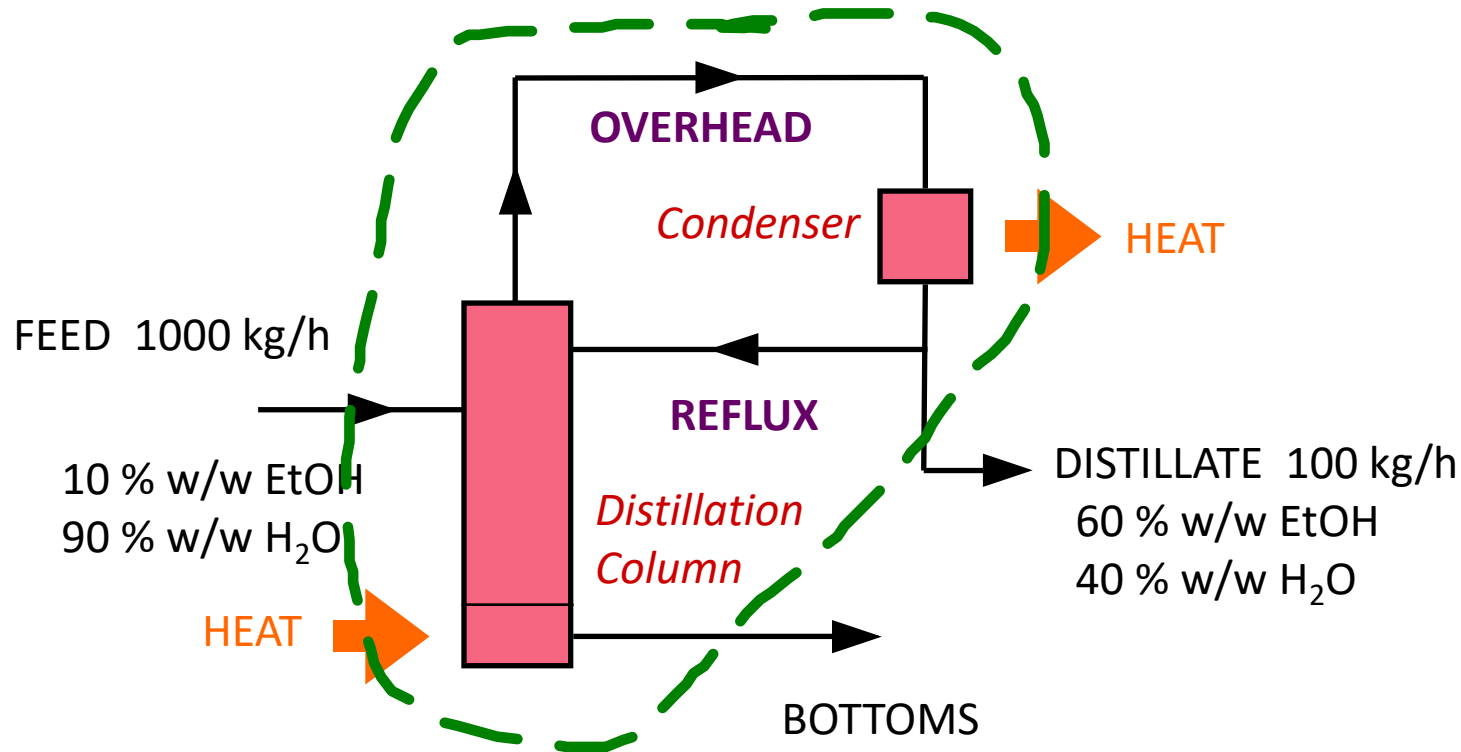 OVERHEAD
Condenser
HEAT
FEED  1000 kg/h
REFLUX
10 % w/w EtOH
90 % w/w H₂O
DISTILLATE  100 kg/h
60 % w/w EtOH
40 % w/w H₂O
Distillation
Column
HEAT
BOTTOMS